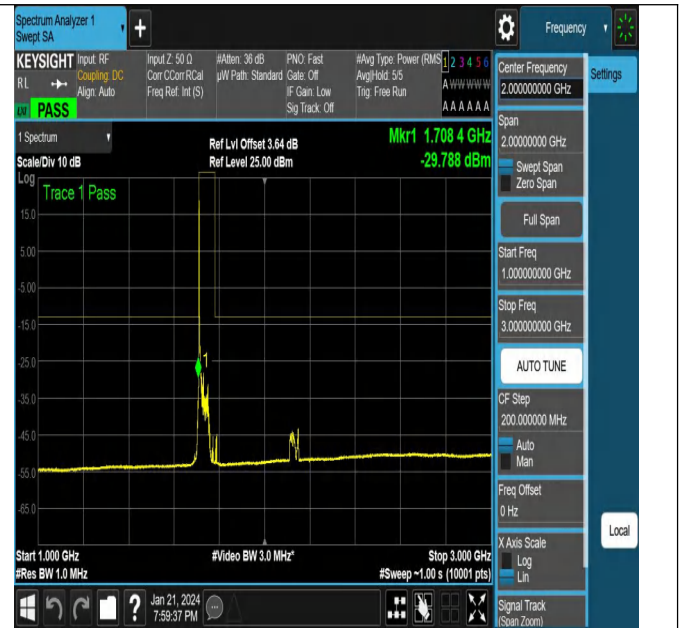 Spectrum Analyzer 1
Swept SA
+
Frequency
KEYSIGHT
RL
LXI
PASS
Input: RF
Coupling: DC
Align: Auto
Input Z: 50 Ω
Corr CCorr RCal
Freq Ref: Int (S)
#Atten: 36 dB
µW Path: Standard
PNO: Fast
Gate: Off
IF Gain: Low
Sig Track: Off
#Avg Type: Power (RMS
Avg|Hold: 5/5
Trig: Free Run
1 2 3 4 5 6
A W W W W W
A A A A A A
Center Frequency
2.000000000 GHz
Settings
1 Spectrum
Scale/Div 10 dB
Ref Lvl Offset 3.64 dB
Ref Level 25.00 dBm
Mkr1 1.708 4 GHz
-29.788 dBm
Span
2.00000000 GHz
Swept Span
Zero Span
Full Span
Start Freq
1.000000000 GHz
Stop Freq
3.000000000 GHz
AUTO TUNE
CF Step
200.000000 MHz
Auto
Man
Freq Offset
0 Hz
X Axis Scale
Log
Lin
Signal Track
(Span Zoom)
Local
Log
Trace 1 Pass
15.0
5.00
-5.00
-15.0
-25.0
-35.0
-45.0
-55.0
-65.0
1
Start 1.000 GHz
#Res BW 1.0 MHz
#Video BW 3.0 MHz*
Stop 3.000 GHz
#Sweep ~1.00 s (10001 pts)
?
Jan 21, 2024
7:59:37 PM